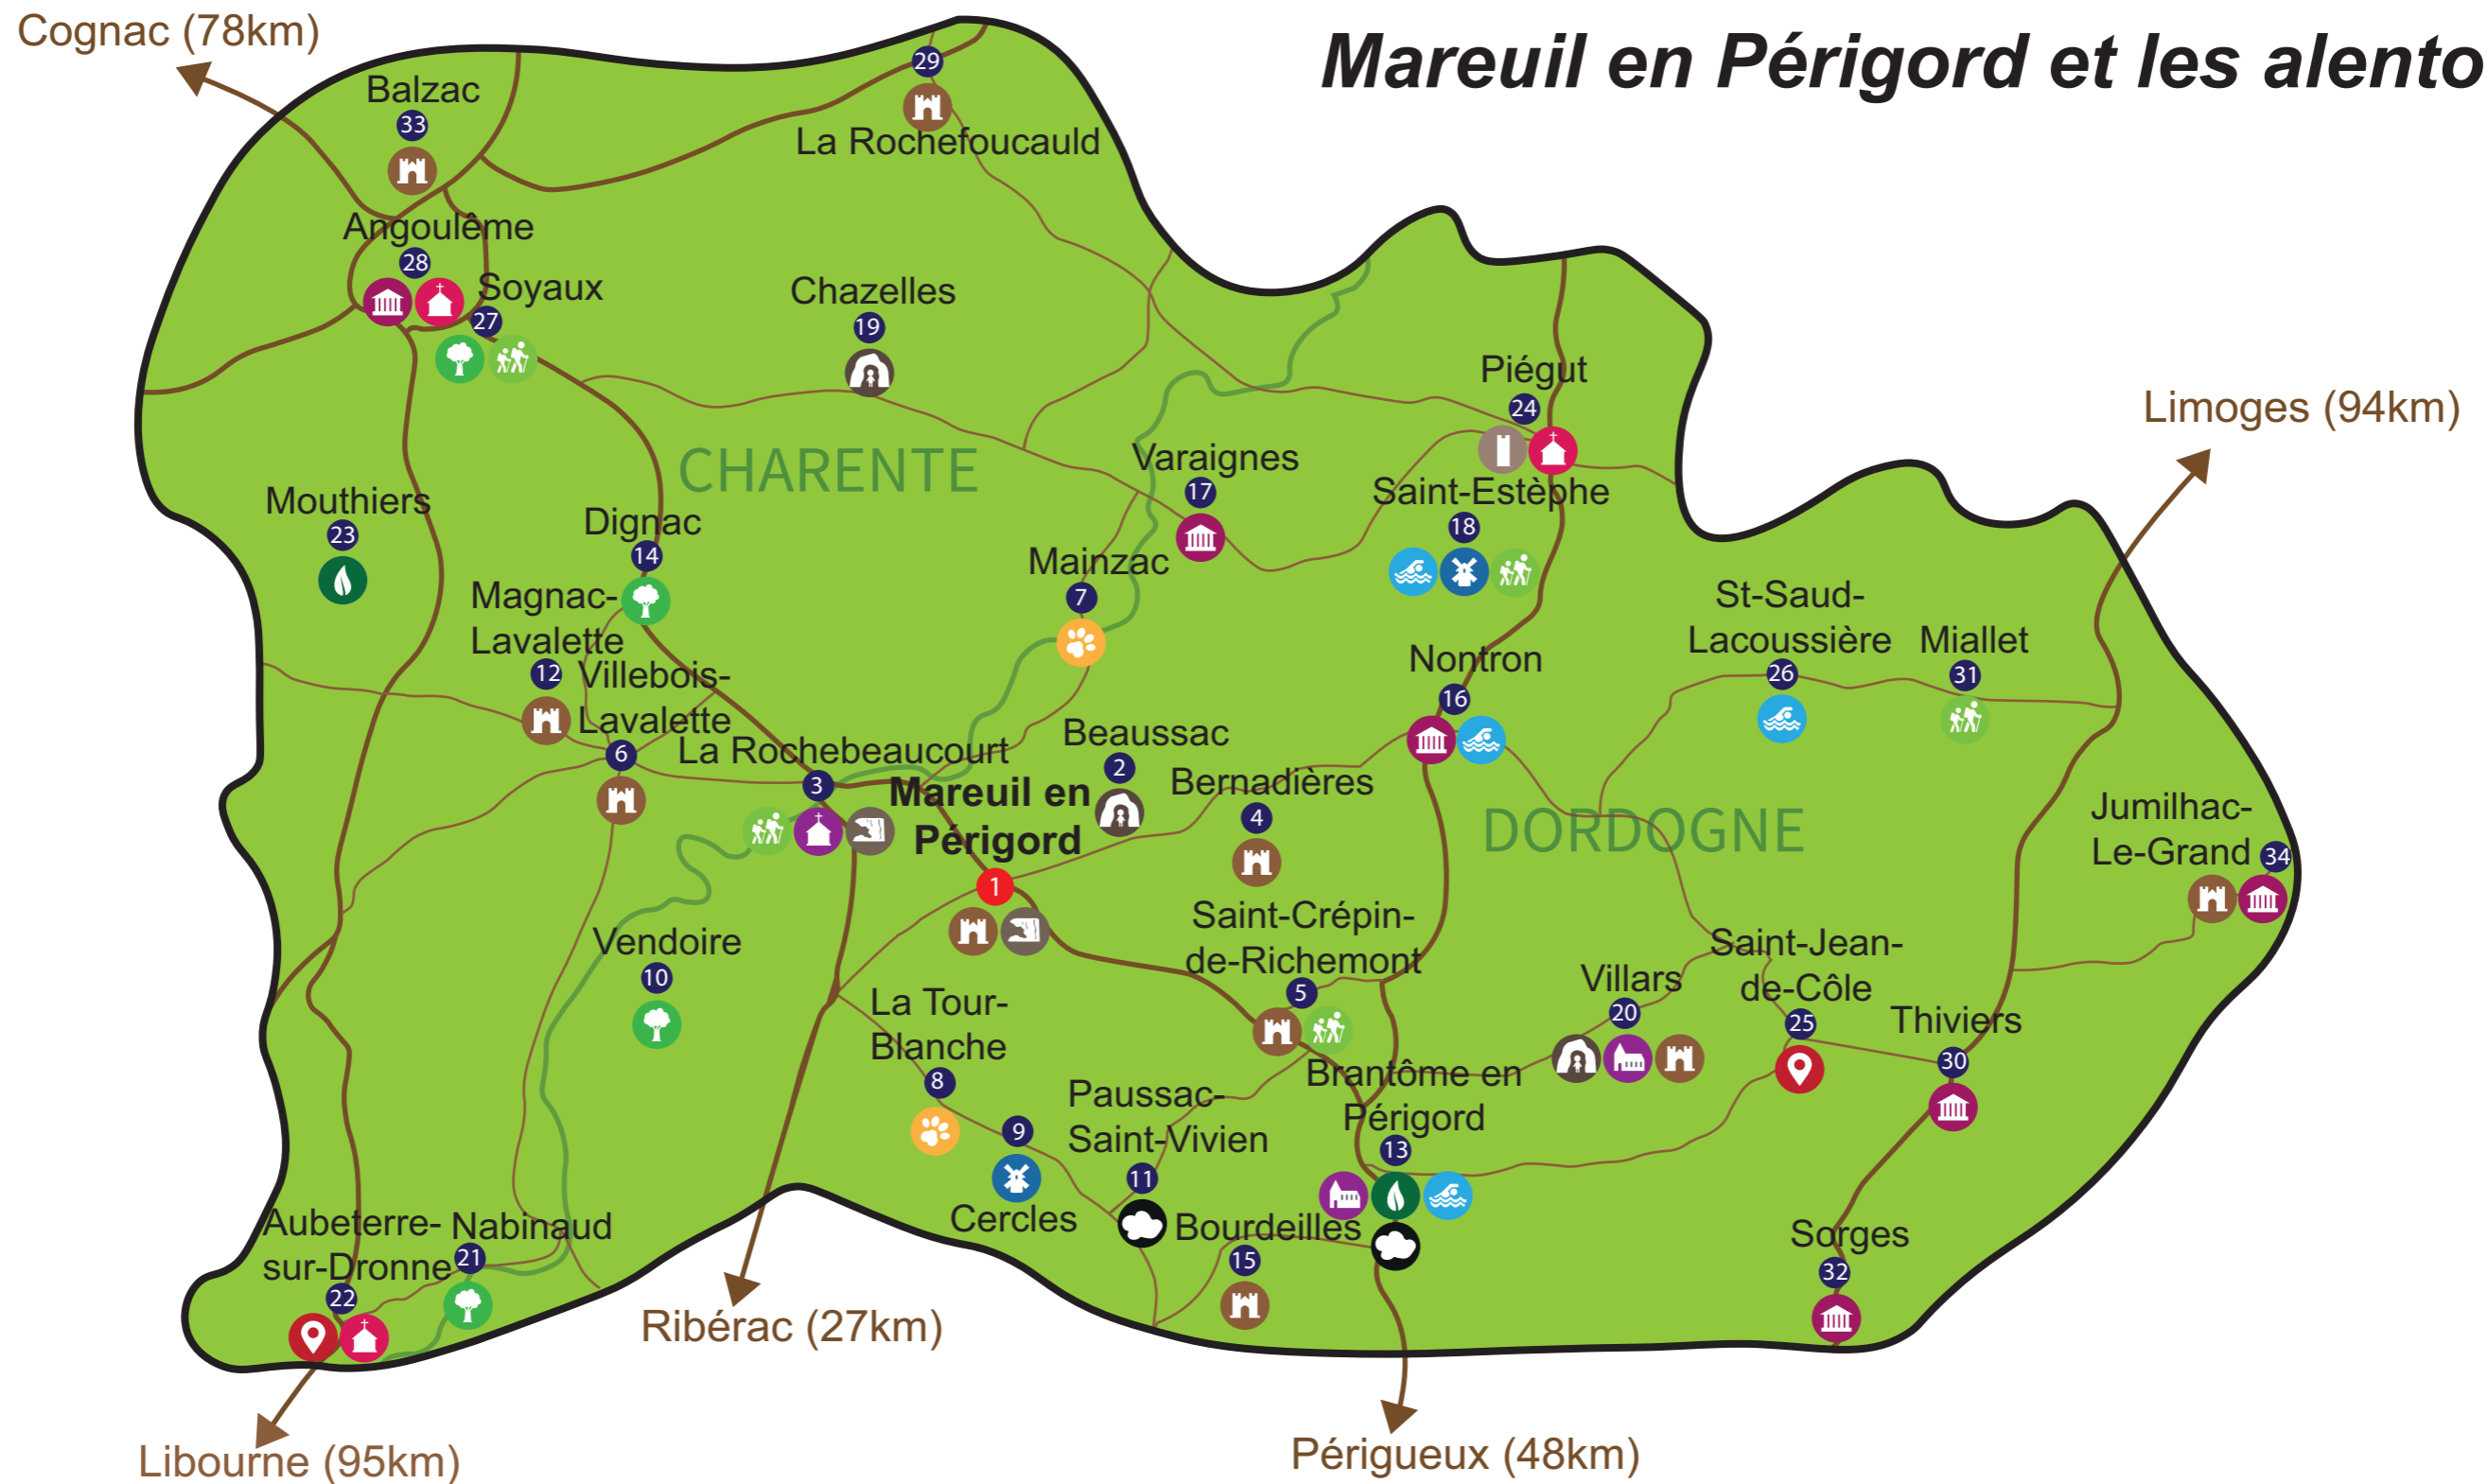 Cognac (78km)
Mareuil en Périgord et les alento
29
Balzac
33
La Rochefoucauld
Angoulême
28
Soyaux
27
Chazelles
19
Piégut
24
Limoges (94km)
CHARENTE
Varaignes
17
Saint-Estèphe
18
Mouthiers
23
Dignac
14
Mainzac
7
Magnac-
Lavalette
12
Villebois-
Lavalette
6
St-Saud-
Lacoussière
26
Miallet
31
Nontron
16
La Rochebeaucourt
3
Beaussac
2
Bernadières
4
Mareuil en
Périgord
1
DORDOGNE
Jumilhac-
Le-Grand
34
Saint-Crépin-
de-Richemont
5
Vendoire
10
Villars
20
Saint-Jean-
de-Côle
25
La Tour-
Blanche
8
Thiviers
30
Brantôme en
Périgord
13
Paussac-
Saint-Vivien
11
9
Cercles
Aubeterre-
sur-Dronne
22
Nabinaud
21
Bourdeilles
15
Sorges
32
Ribérac (27km)
Libourne (95km)
Périgueux (48km)